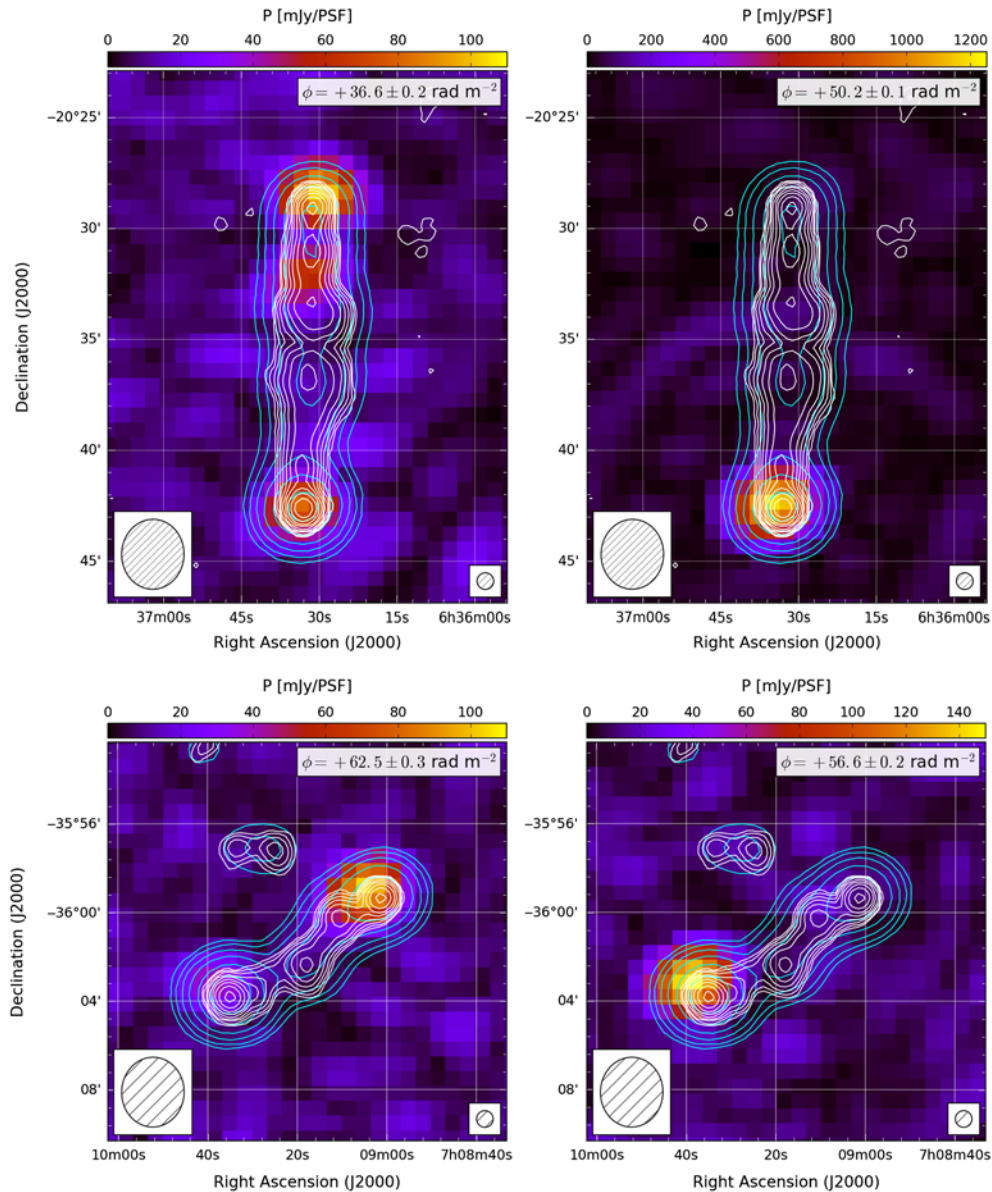 P [mJy/PSF]
0 20 40 60 80 100
ϕ = +36.6 ± 0.2 rad m⁻²
−20°25'
30'
35'
40'
45'
Declination (J2000)
37m00s 45s 30s 15s 6h36m00s
Right Ascension (J2000)
P [mJy/PSF]
0 200 400 600 800 1000 1200
ϕ = +50.2 ± 0.1 rad m⁻²
37m00s 45s 30s 15s 6h36m00s
Right Ascension (J2000)
P [mJy/PSF]
0 20 40 60 80 100
ϕ = +62.5 ± 0.3 rad m⁻²
−35°56'
−36°00'
04'
08'
Declination (J2000)
10m00s 40s 20s 09m00s 7h08m40s
Right Ascension (J2000)
P [mJy/PSF]
0 20 40 60 80 100 120 140
ϕ = +56.6 ± 0.2 rad m⁻²
10m00s 40s 20s 09m00s 7h08m40s
Right Ascension (J2000)